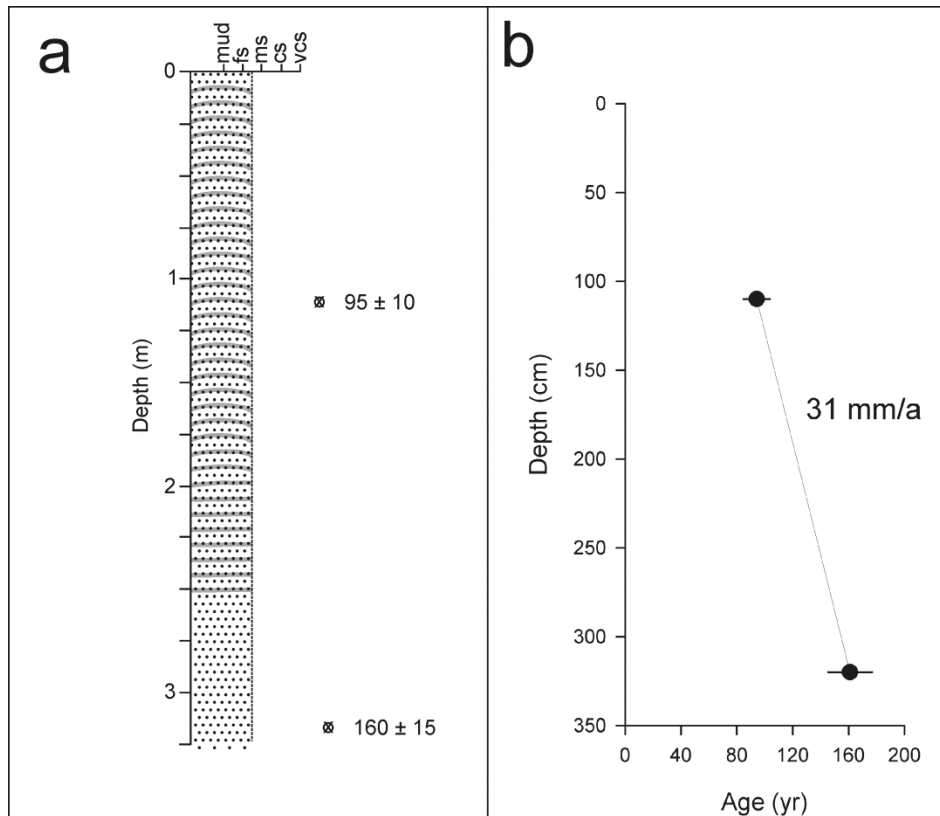 a
mud
fs
ms
cs
vcs
0
1
2
3
Depth (m)
95 ± 10
160 ± 15
b
0
50
100
150
200
250
300
350
Depth (cm)
31 mm/a
0 40 80 120 160 200
Age (yr)